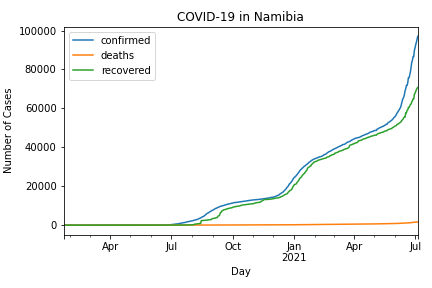 COVID-19 in Namibia
confirmed
deaths
recovered
Number of Cases
100000
80000
60000
40000
20000
0
Apr
Jul
Oct
Jan
2021
Apr
Jul
Day